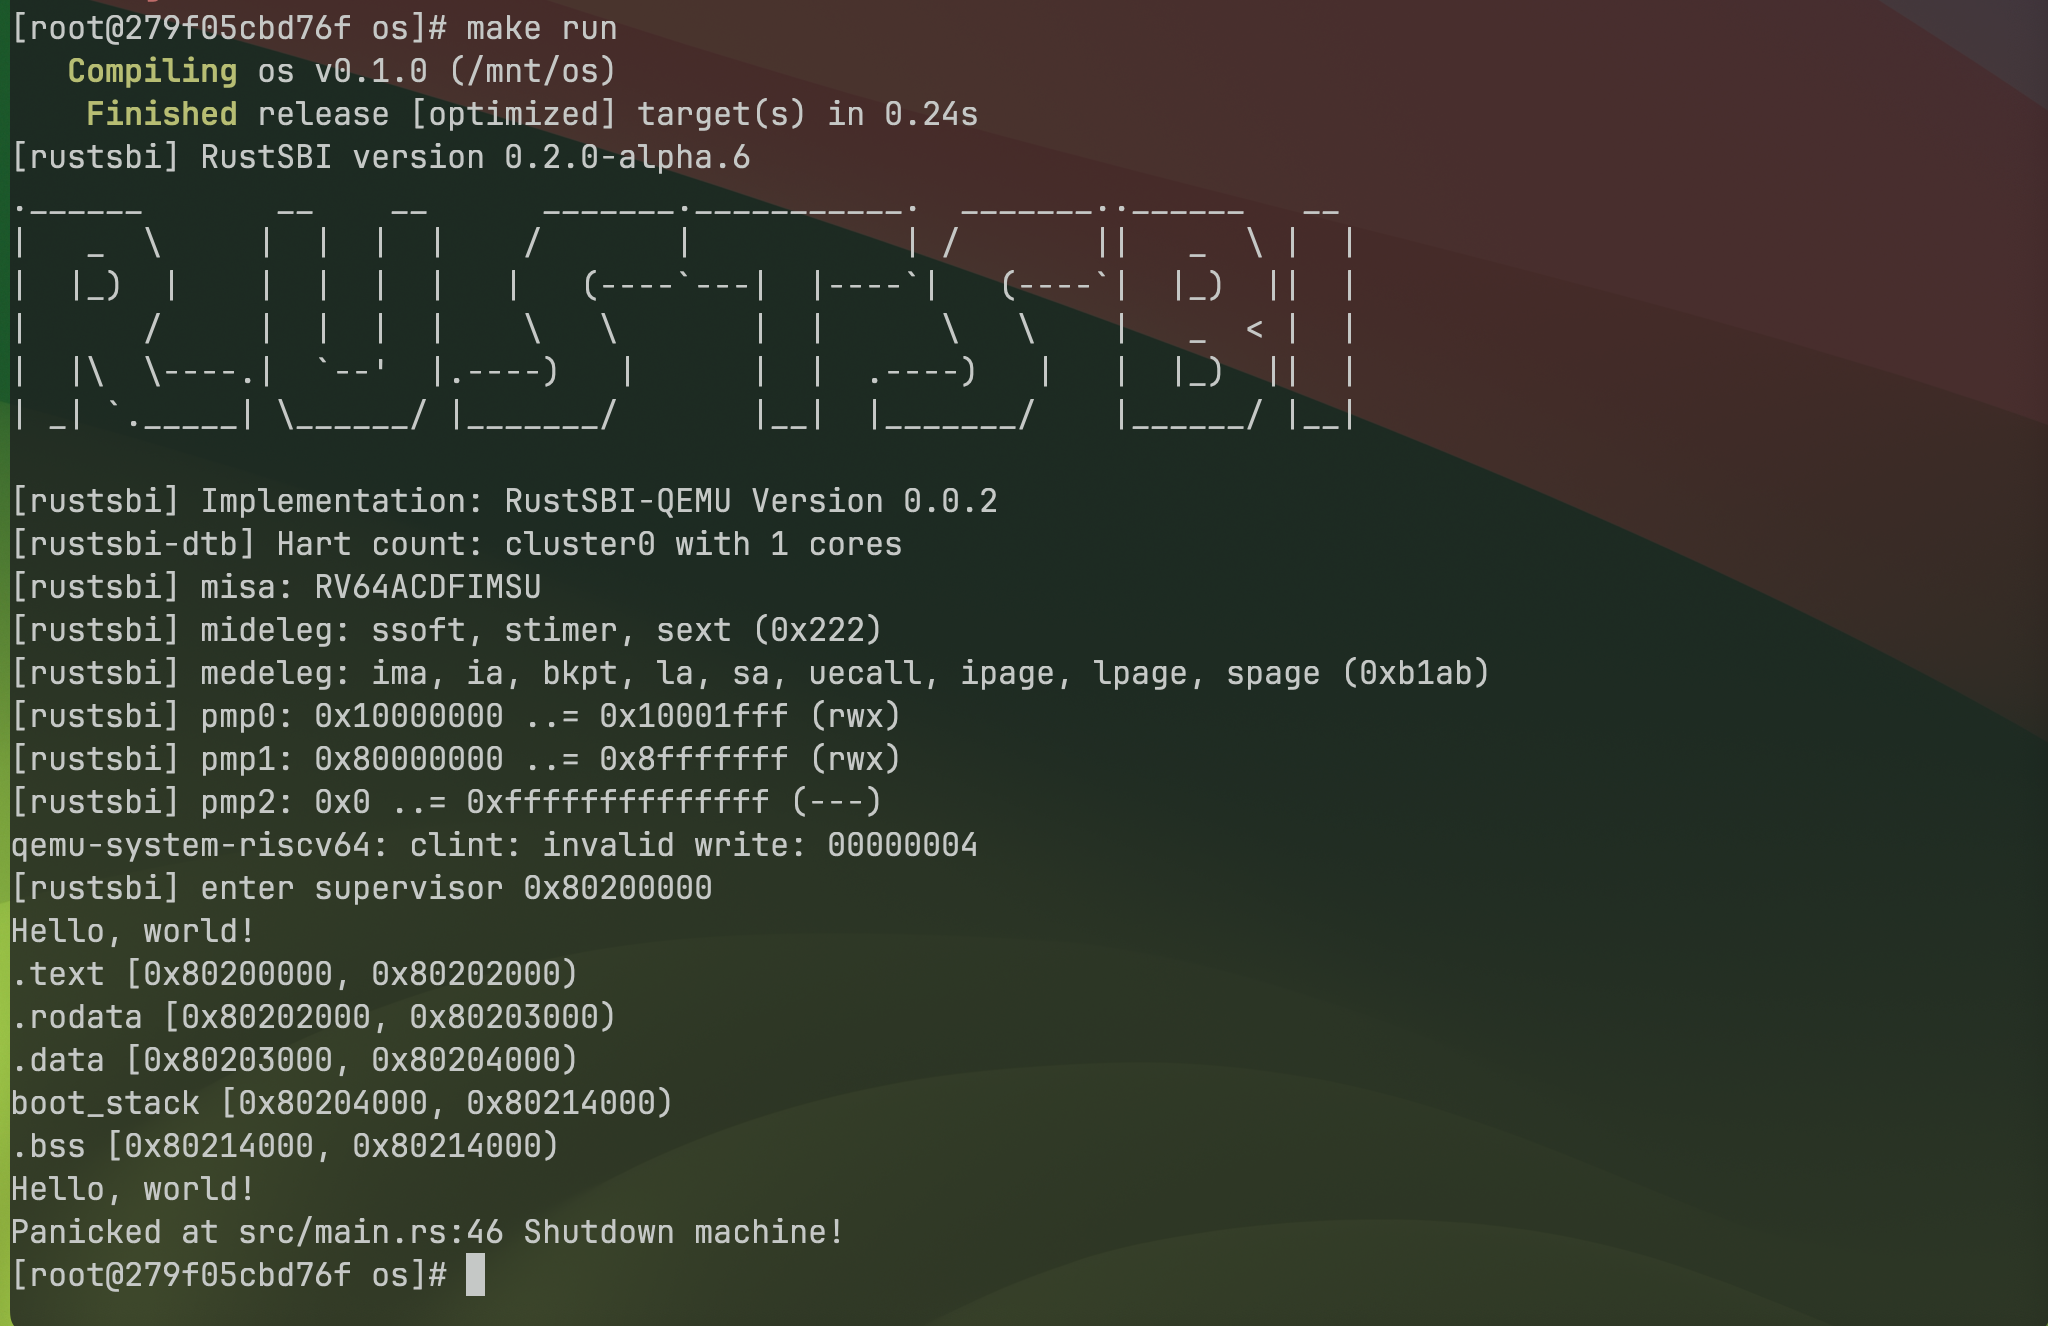 [root@279f05cbd76f os]# make run
   Compiling os v0.1.0 (/mnt/os)
    Finished release [optimized] target(s) in 0.24s
[rustsbi] RustSBI version 0.2.0-alpha.6
.______       __    __      _______.___________.  _______..______   __
|   _  \     |  |  |  |    /       |           | /       ||   _  \ |  |
|  |_)  |    |  |  |  |   |   (----`---|  |----`|   (----`|  |_)  ||  |
|      /     |  |  |  |    \   \       |  |      \   \    |   _  < |  |
|  |\  \----.|  `--'  |.----)   |      |  |  .----)   |   |  |_)  ||  |
| _| `._____| \______/ |_______/       |__|  |_______/    |______/ |__|
[rustsbi] Implementation: RustSBI-QEMU Version 0.0.2
[rustsbi-dtb] Hart count: cluster0 with 1 cores
[rustsbi] misa: RV64ACDFIMSU
[rustsbi] mideleg: ssoft, stimer, sext (0x222)
[rustsbi] medeleg: ima, ia, bkpt, la, sa, uecall, ipage, lpage, spage (0xb1ab)
[rustsbi] pmp0: 0x10000000 ..= 0x10001fff (rwx)
[rustsbi] pmp1: 0x80000000 ..= 0x8fffffff (rwx)
[rustsbi] pmp2: 0x0 ..= 0xffffffffffffff (---)
qemu-system-riscv64: clint: invalid write: 00000004
[rustsbi] enter supervisor 0x80200000
Hello, world!
.text [0x80200000, 0x80202000)
.rodata [0x80202000, 0x80203000)
.data [0x80203000, 0x80204000)
boot_stack [0x80204000, 0x80214000)
.bss [0x80214000, 0x80214000)
Hello, world!
Panicked at src/main.rs:46 Shutdown machine!
[root@279f05cbd76f os]#